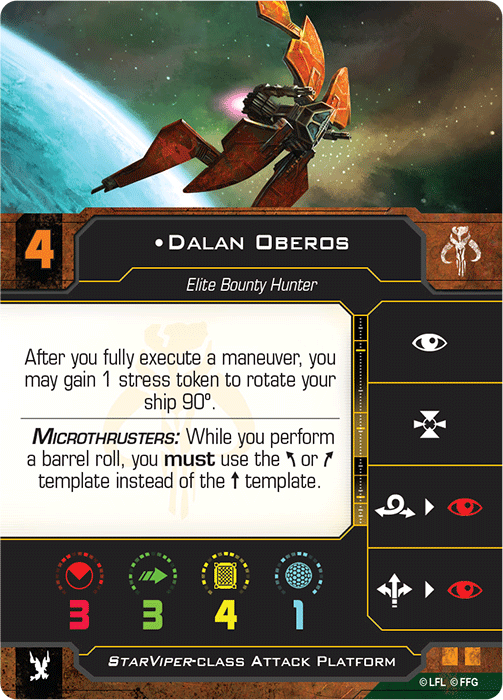 4
•Dalan Oberos
Elite Bounty Hunter
After you fully execute a maneuver, you
may gain 1 stress token to rotate your
ship 90º.
Microthrusters: While you perform
a barrel roll, you must use the or
template instead of the template.
3 3 4 1
StarViper-class Attack Platform
©LFL ©FFG